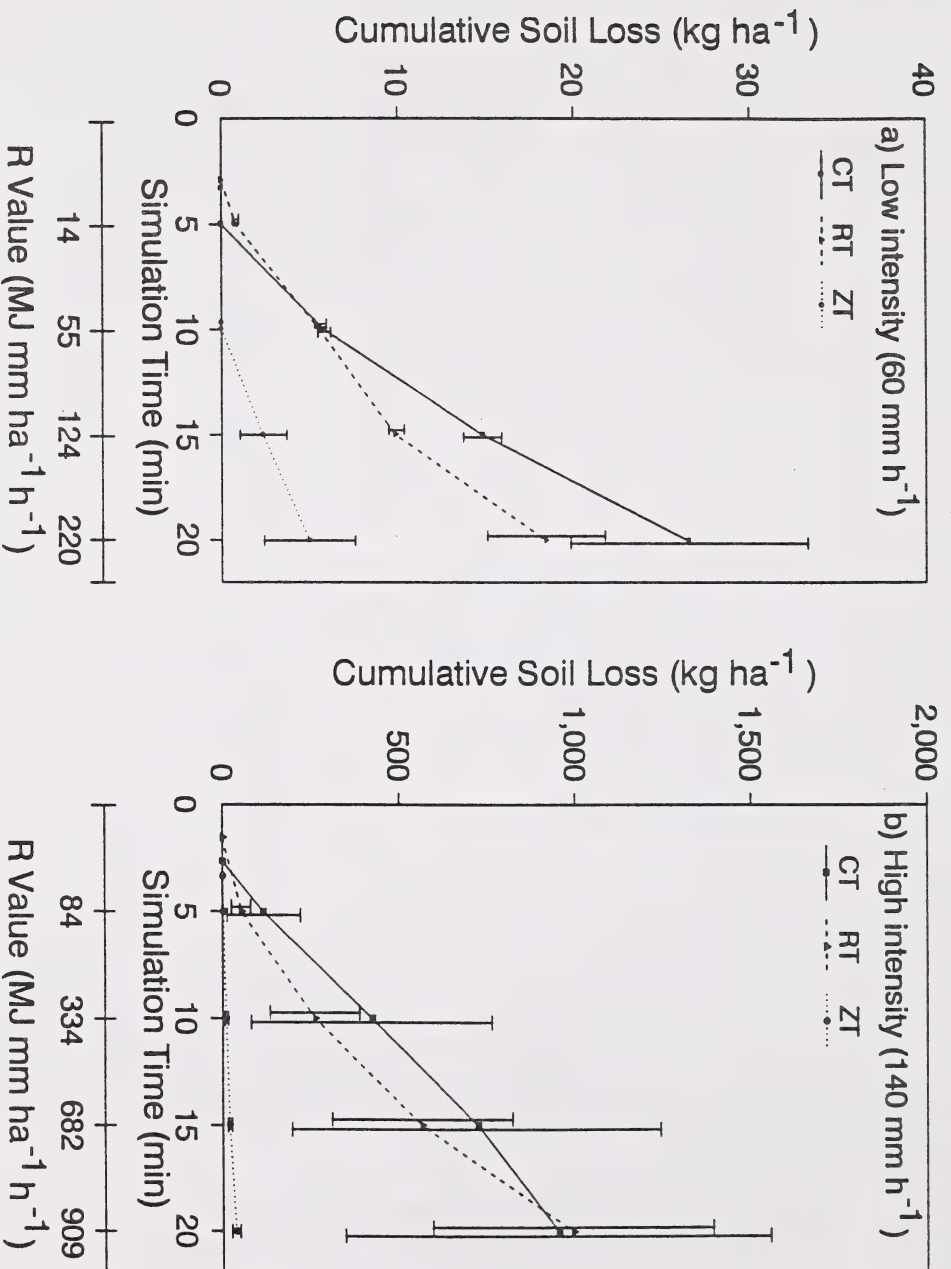 a) Low intensity (60 mm h-1)
CT RT ZT
Cumulative Soil Loss (kg ha-1)
40
30
20
10
0
0 5 10 15 20
Simulation Time (min)
14 55 124 220
R Value (MJ mm ha-1 h-1)
b) High intensity (140 mm h-1)
CT RT ZT
Cumulative Soil Loss (kg ha-1)
2,000
1,500
1,000
500
0
0 5 10 15 20
Simulation Time (min)
84 334 682 909
R Value (MJ mm ha-1 h-1)